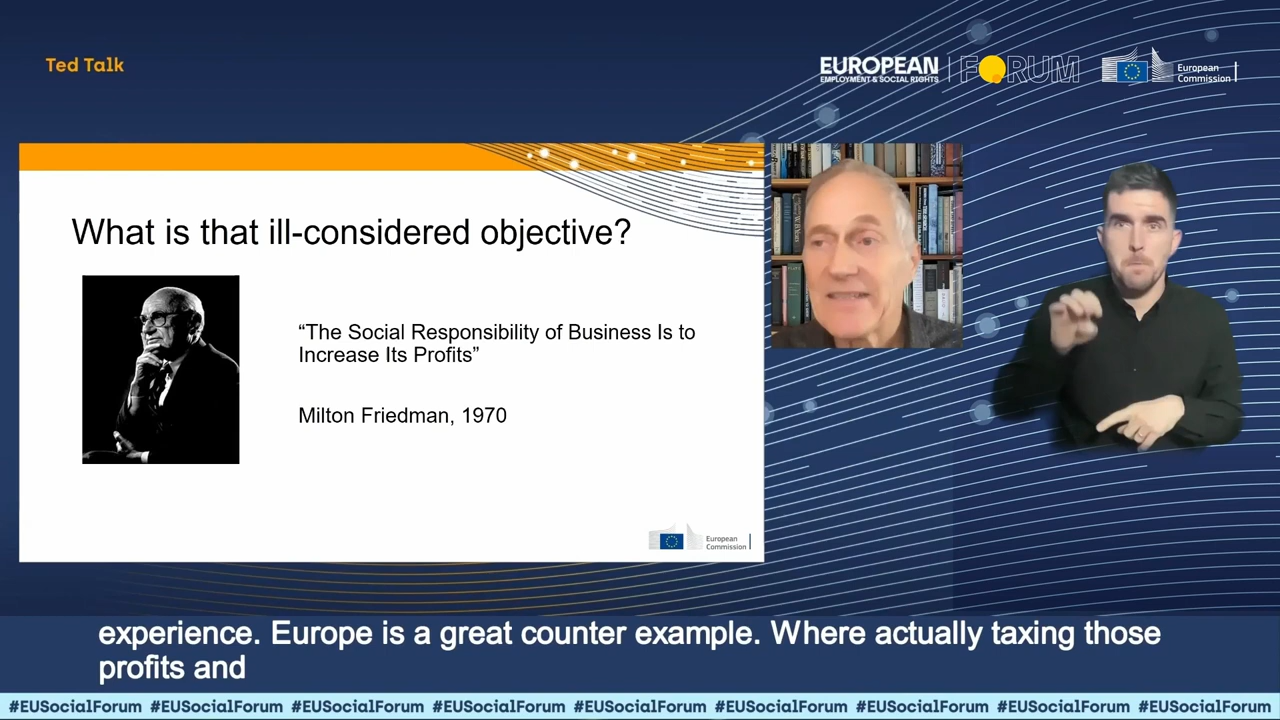 Ted Talk
EUROPEAN
EMPLOYMENT & SOCIAL RIGHTS
FORUM
European
Commission
What is that ill-considered objective?
“The Social Responsibility of Business Is to
Increase Its Profits”
Milton Friedman, 1970
European
Commission
experience. Europe is a great counter example. Where actually taxing those
profits and
#EUSocialForum #EUSocialForum #EUSocialForum #EUSocialForum #EUSocialForum #EUSocialForum #EUSocialForum #EUSocialForum #EUSocialForum